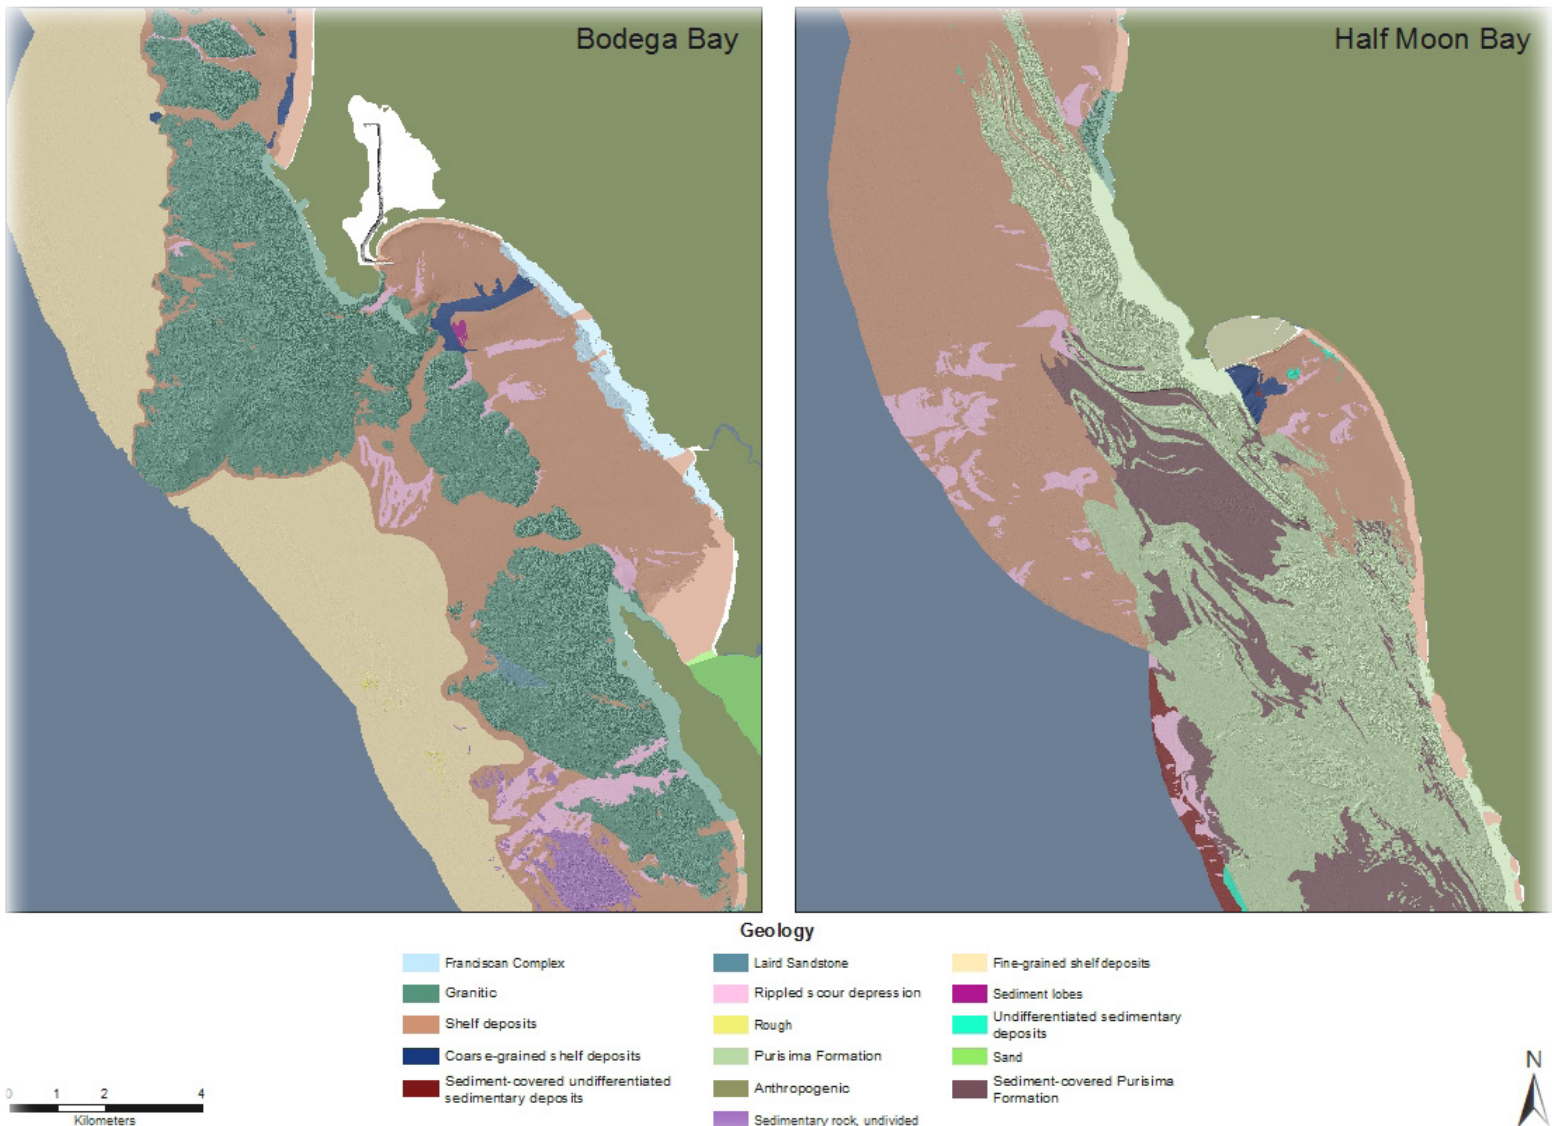 Bodega Bay
Half Moon Bay
Geology
Franciscan Complex
Granitic
Shelf deposits
Coarse-grained shelf deposits
Sediment-covered undifferentiated
sedimentary deposits
Laird Sandstone
Rippled scour depression
Rough
Purisima Formation
Anthropogenic
Sedimentary rock, undivided
Fine-grained shelf deposits
Sediment lobes
Undifferentiated sedimentary
deposits
Sand
Sediment-covered Purisima
Formation
0 1 2 4
Kilometers
N